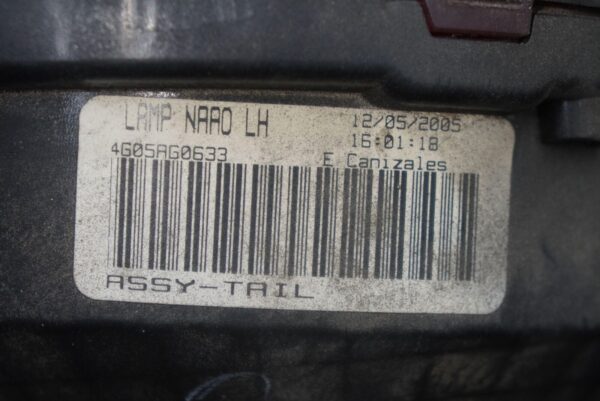 LAMP NAAO LH
12/05/2005
16:01:18
4G05AG0633
E Canizales
ASSY-TAIL